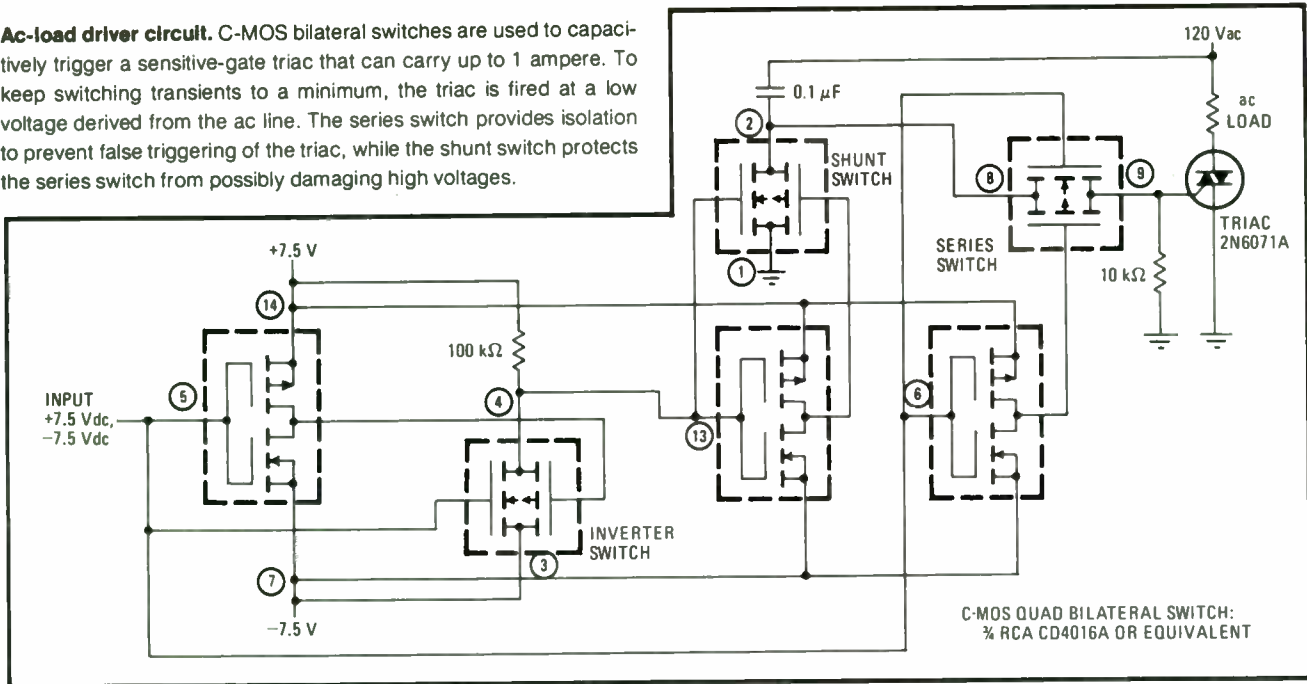 Ac-load driver circuit. C-MOS bilateral switches are used to capaci-
tively trigger a sensitive-gate triac that can carry up to 1 ampere. To
keep switching transients to a minimum, the triac is fired at a low
voltage derived from the ac line. The series switch provides isolation
to prevent false triggering of the triac, while the shunt switch protects
the series switch from possibly damaging high voltages.
120 Vac
0.1 μF
ac
LOAD
2
SHUNT
SWITCH
8
9
TRIAC
2N6071A
SERIES
SWITCH
10 kΩ
1
+7.5 V
14
100 kΩ
5
INPUT
+7.5 Vdc,
−7.5 Vdc
4
13
6
INVERTER
SWITCH
3
7
−7.5 V
C-MOS QUAD BILATERAL SWITCH:
¾ RCA CD4016A OR EQUIVALENT